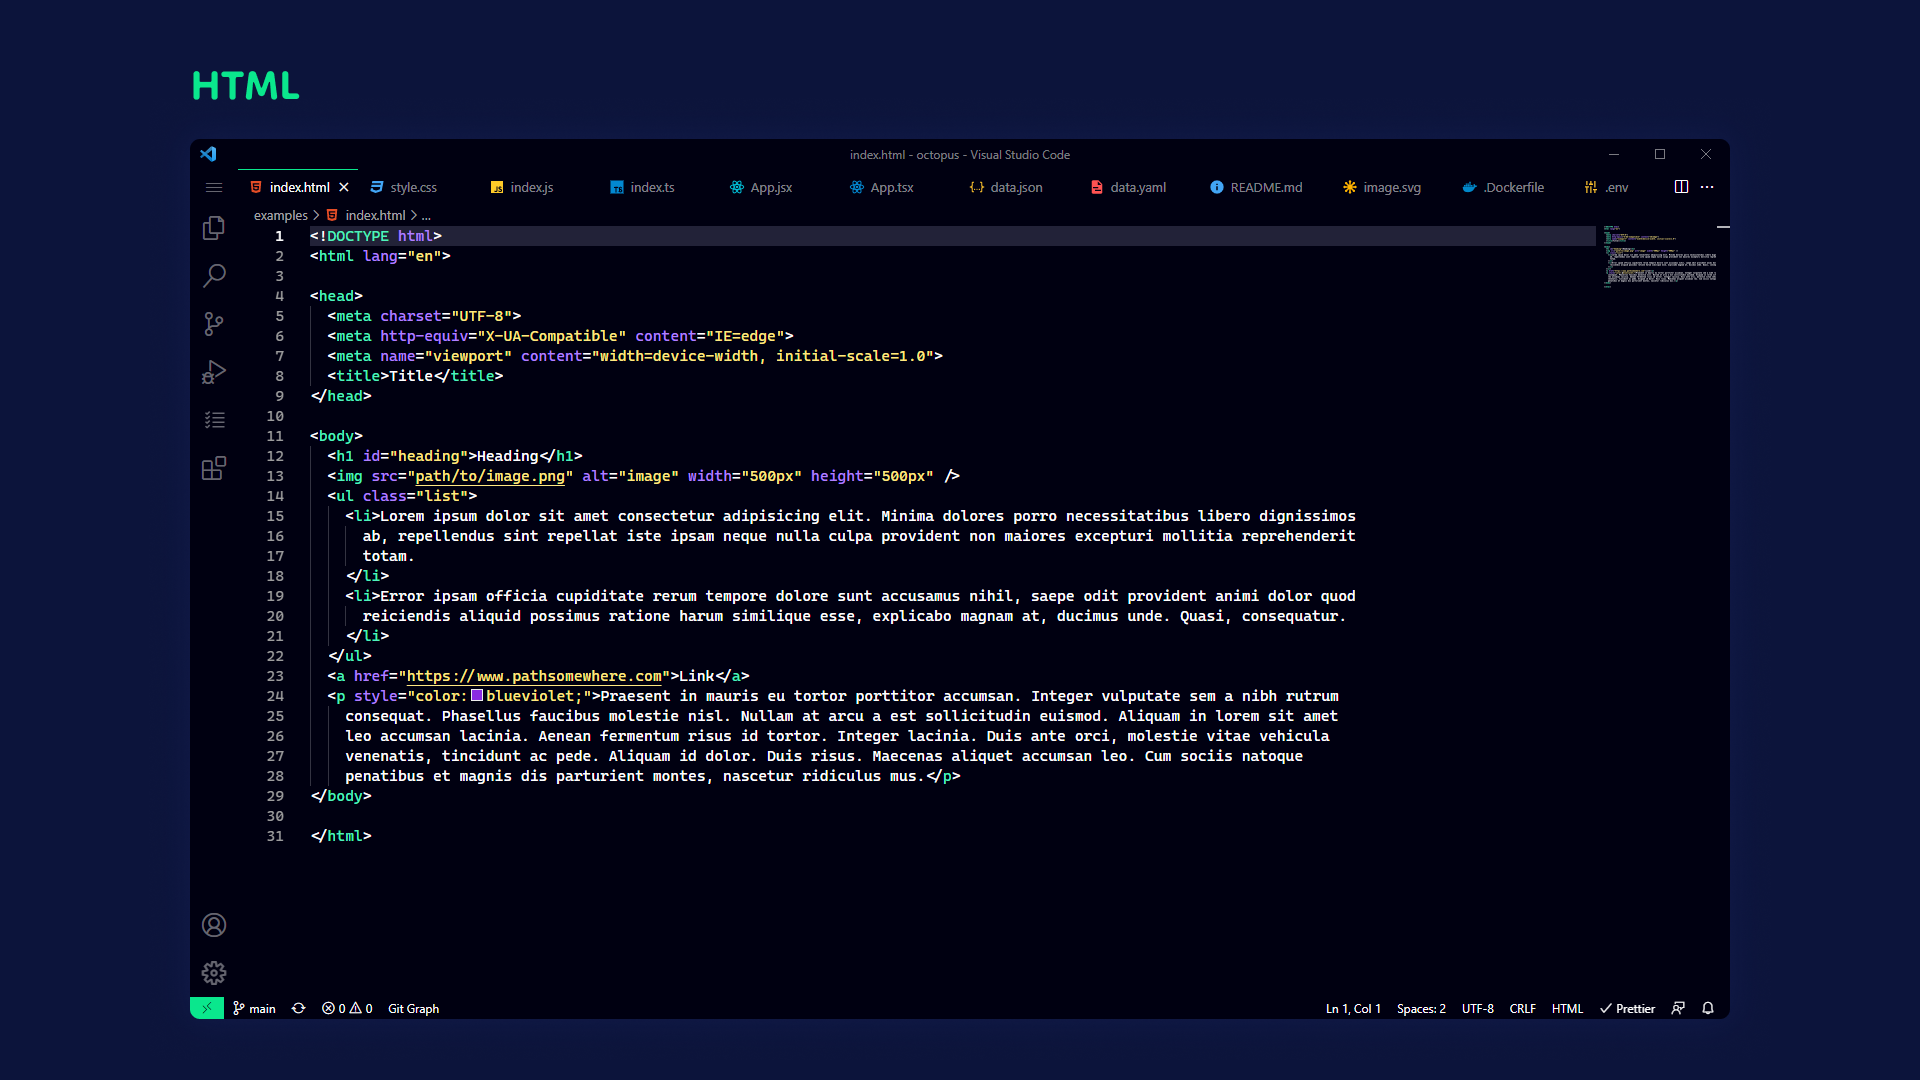 HTML
index.html - octopus - Visual Studio Code
index.html style.css index.js index.ts App.jsx App.tsx data.json data.yaml README.md image.svg .Dockerfile .env
examples > index.html > ...
1 <!DOCTYPE html>
2 <html lang="en">
3
4 <head>
5 <meta charset="UTF-8">
6 <meta http-equiv="X-UA-Compatible" content="IE=edge">
7 <meta name="viewport" content="width=device-width, initial-scale=1.0">
8 <title>Title</title>
9 </head>
10
11 <body>
12 <h1 id="heading">Heading</h1>
13 <img src="path/to/image.png" alt="image" width="500px" height="500px" />
14 <ul class="list">
15 <li>Lorem ipsum dolor sit amet consectetur adipisicing elit. Minima dolores porro necessitatibus libero dignissimos
16 ab, repellendus sint repellat iste ipsam neque nulla culpa provident non maiores excepturi mollitia reprehenderit
17 totam.
18 </li>
19 <li>Error ipsam officia cupiditate rerum tempore dolore sunt accusamus nihil, saepe odit provident animi dolor quod
20 reiciendis aliquid possimus ratione harum similique esse, explicabo magnam at, ducimus unde. Quasi, consequatur.
21 </li>
22 </ul>
23 <a href="https://www.pathsomewhere.com">Link</a>
24 <p style="color: blueviolet;">Praesent in mauris eu tortor porttitor accumsan. Integer vulputate sem a nibh rutrum
25 consequat. Phasellus faucibus molestie nisl. Nullam at arcu a est sollicitudin euismod. Aliquam in lorem sit amet
26 leo accumsan lacinia. Aenean fermentum risus id tortor. Integer lacinia. Duis ante orci, molestie vitae vehicula
27 venenatis, tincidunt ac pede. Aliquam id dolor. Duis risus. Maecenas aliquet accumsan leo. Cum sociis natoque
28 penatibus et magnis dis parturient montes, nascetur ridiculus mus.</p>
29 </body>
30
31 </html>
main 0 0 Git Graph Ln 1, Col 1 Spaces: 2 UTF-8 CRLF HTML Prettier